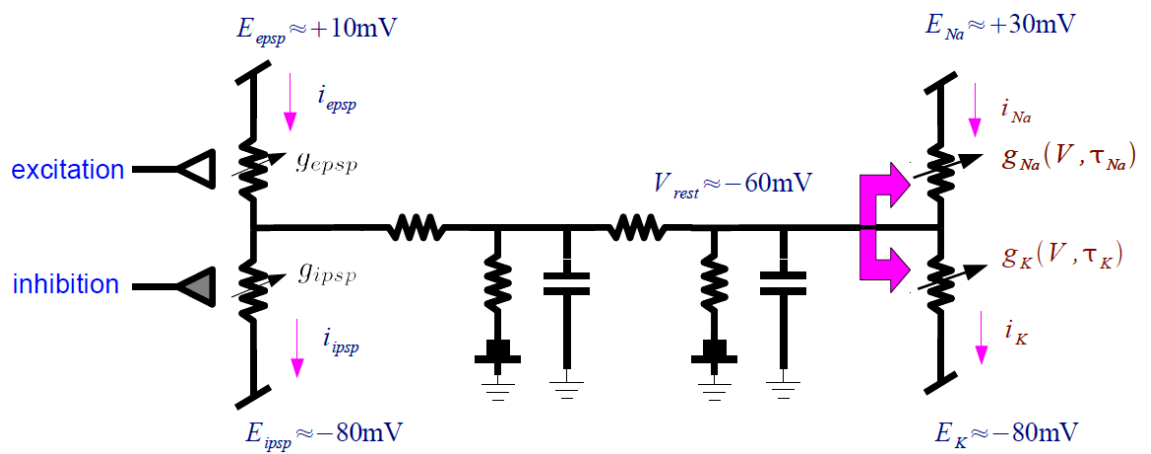 E_epsp ≈ +10mV
E_Na ≈ +30mV
i_epsp
i_Na
excitation
g_epsp
g_Na(V, τ_Na)
V_rest ≈ −60mV
inhibition
g_ipsp
g_K(V, τ_K)
i_ipsp
i_K
E_ipsp ≈ −80mV
E_K ≈ −80mV